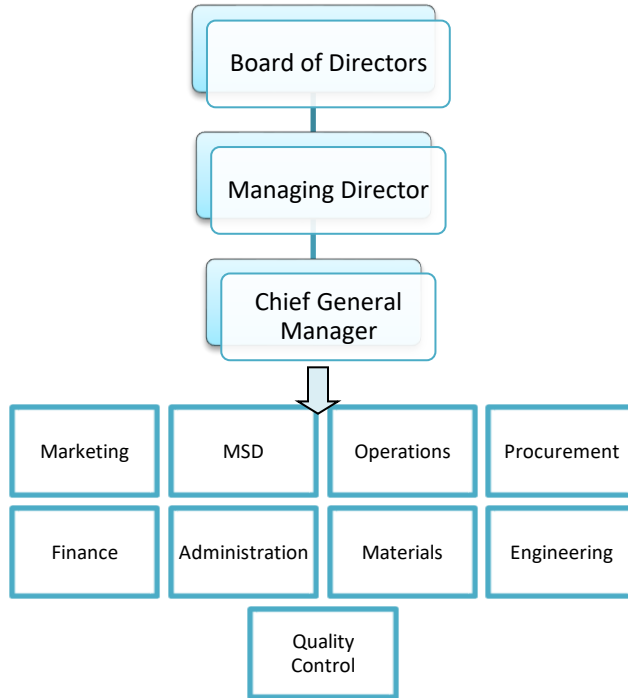 Board of Directors
Managing Director
Chief General
Manager
Marketing
MSD
Operations
Procurement
Finance
Administration
Materials
Engineering
Quality
Control